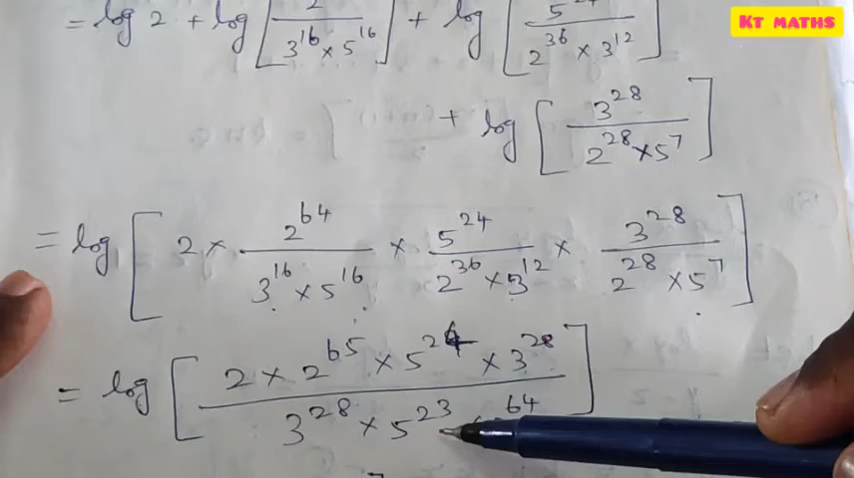 KT MATHS
= log 2 + log [ 2 / 3^16 × 5^16 ] + log [ 5^24 / 2^36 × 3^12 ]
+ log [ 3^28 / 2^28 × 5^7 ]
= log [ 2 × 2^64 / 3^16 × 5^16 × 5^24 / 2^36 × 3^12 × 3^28 / 2^28 × 5^7 ]
= log [ 2 × 2^65 × 5^24 × 3^28 / 3^28 × 5^23 64 ]